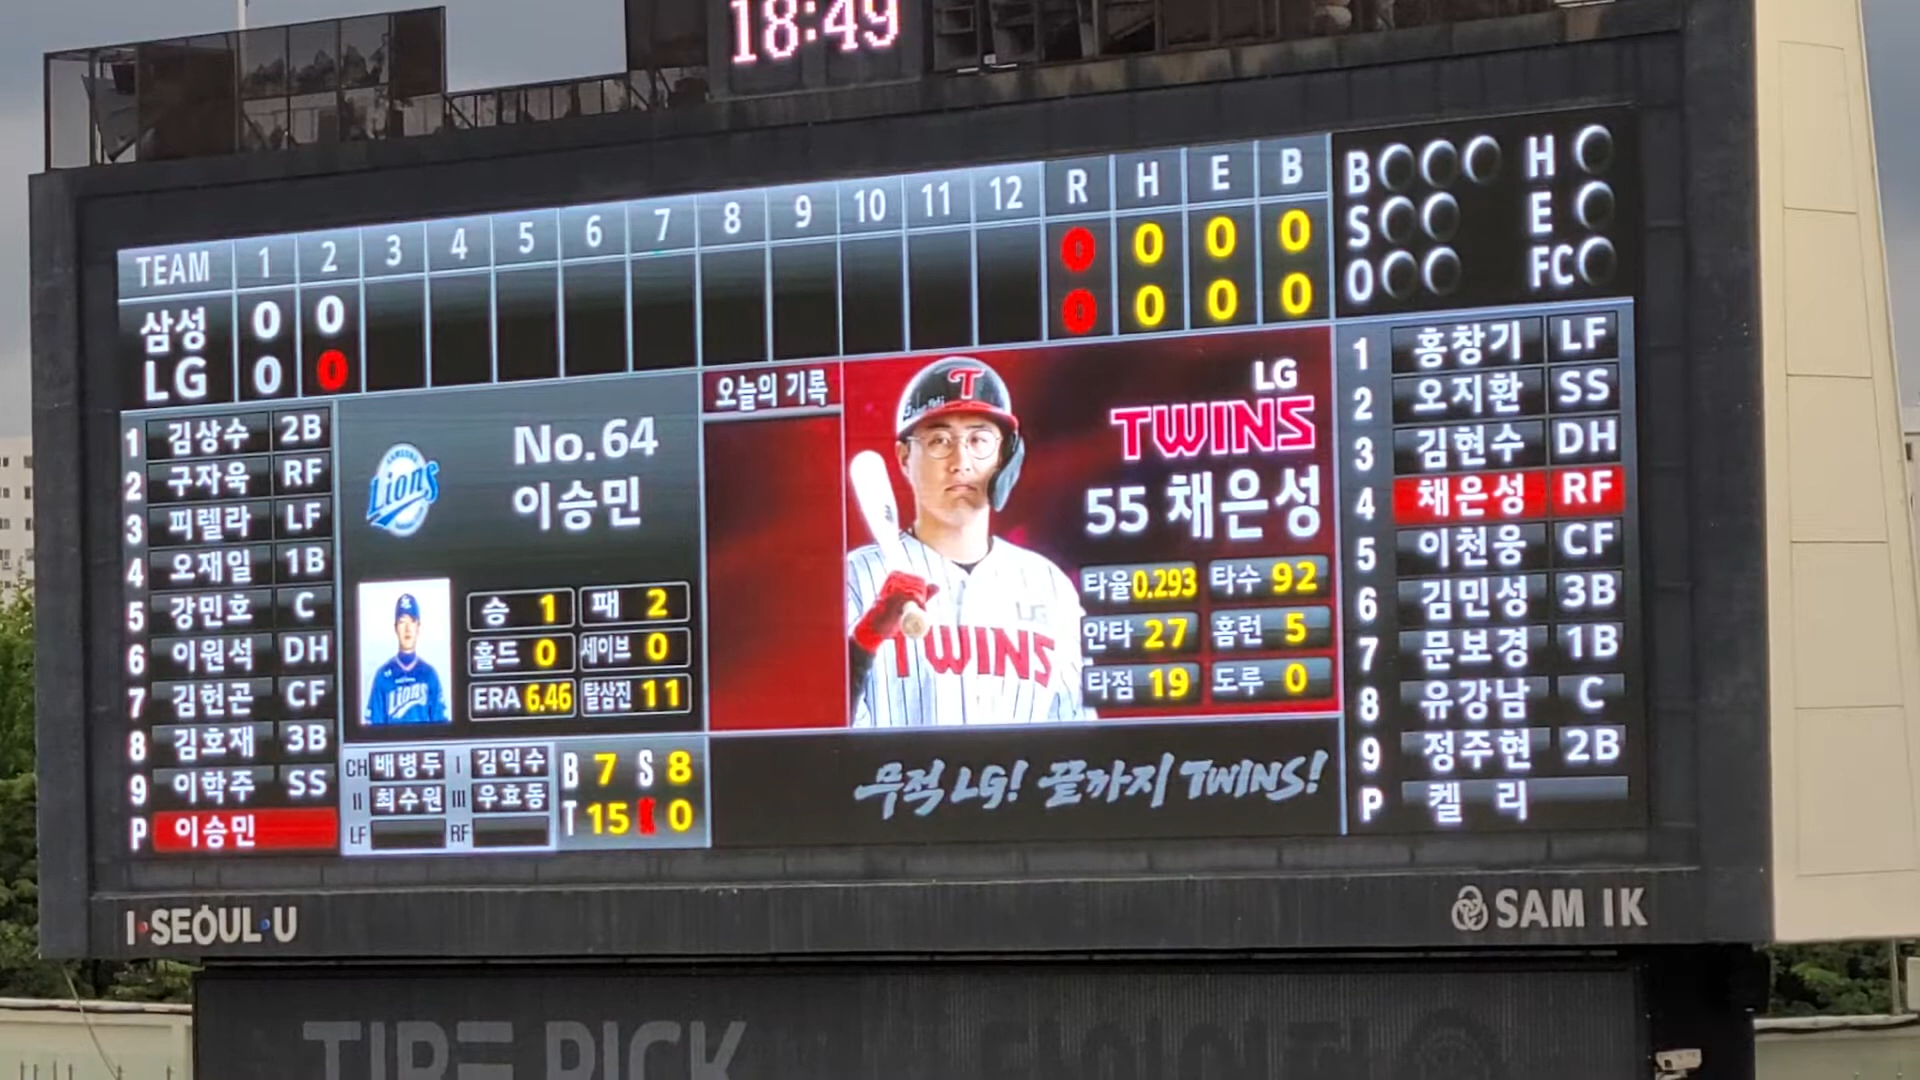 18:49
TEAM 1 2 3 4 5 6 7 8 9 10 11 12 R H E B
삼성 0 0 0 0 0 0
LG 0 0 0 0 0 0
B H
S E
O FC
1 김상수 2B
2 구자욱 RF
3 피렐라 LF
4 오재일 1B
5 강민호 C
6 이원석 DH
7 김헌곤 CF
8 김호재 3B
9 이학주 SS
P 이승민
Lions
No.64
이승민
Lions
승 1 패 2
홀드 0 세이브 0
ERA 6.46 탈삼진 11
CH 배병두 I 김익수
II 최수원 III 우효동
LF RF
B 7 S 8
T 15 K 0
오늘의 기록
T
TWINS
LG
TWINS
55 채은성
타율 0.293 타수 92
안타 27 홈런 5
타점 19 도루 0
무적 LG! 끝까지 TWINS!
1 홍창기 LF
2 오지환 SS
3 김현수 DH
4 채은성 RF
5 이천웅 CF
6 김민성 3B
7 문보경 1B
8 유강남 C
9 정주현 2B
P 켈리
I·SEOUL·U
SAM IK
TIRE PICK